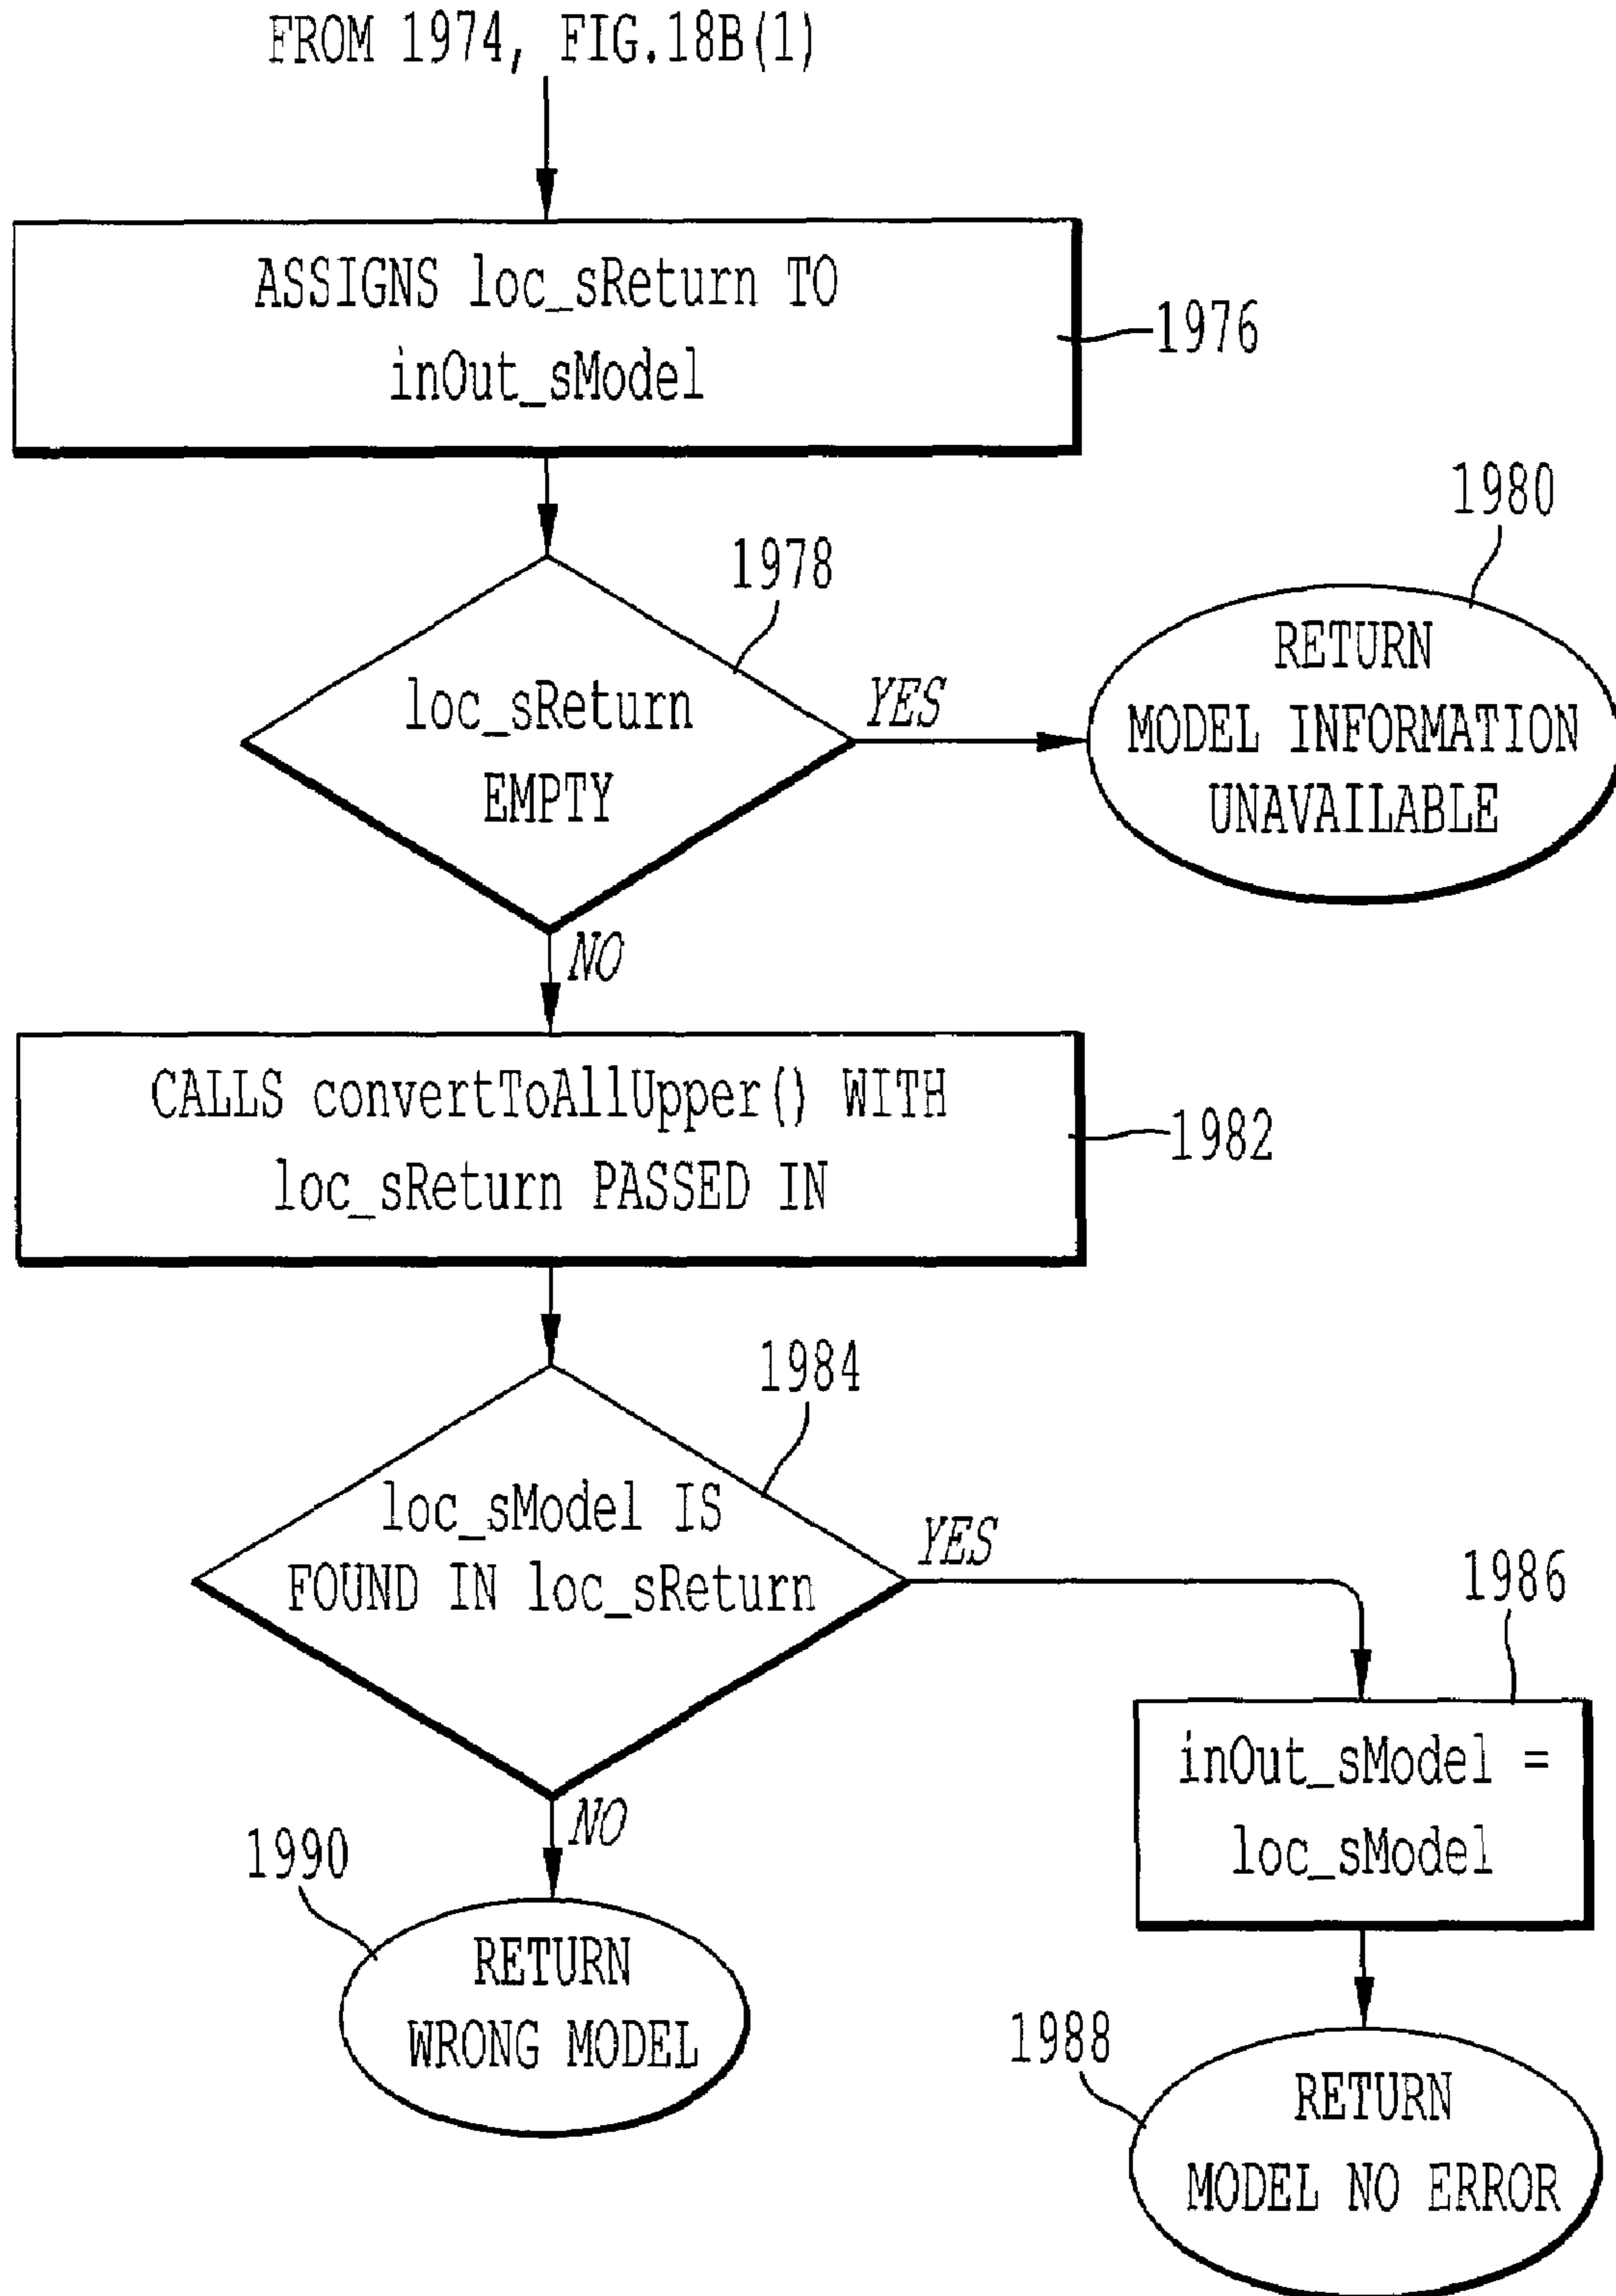 FROM 1974, FIG.18B(1)
ASSIGNS loc_sReturn TO
inOut_sModel
1976
1978
loc_sReturn
EMPTY
YES
1980
RETURN
MODEL INFORMATION
UNAVAILABLE
NO
CALLS convertToAllUpper() WITH
loc_sReturn PASSED IN
1982
1984
loc_sModel IS
FOUND IN loc_sReturn
YES
1986
inOut_sModel =
loc_sModel
NO
1990
RETURN
WRONG MODEL
1988
RETURN
MODEL NO ERROR